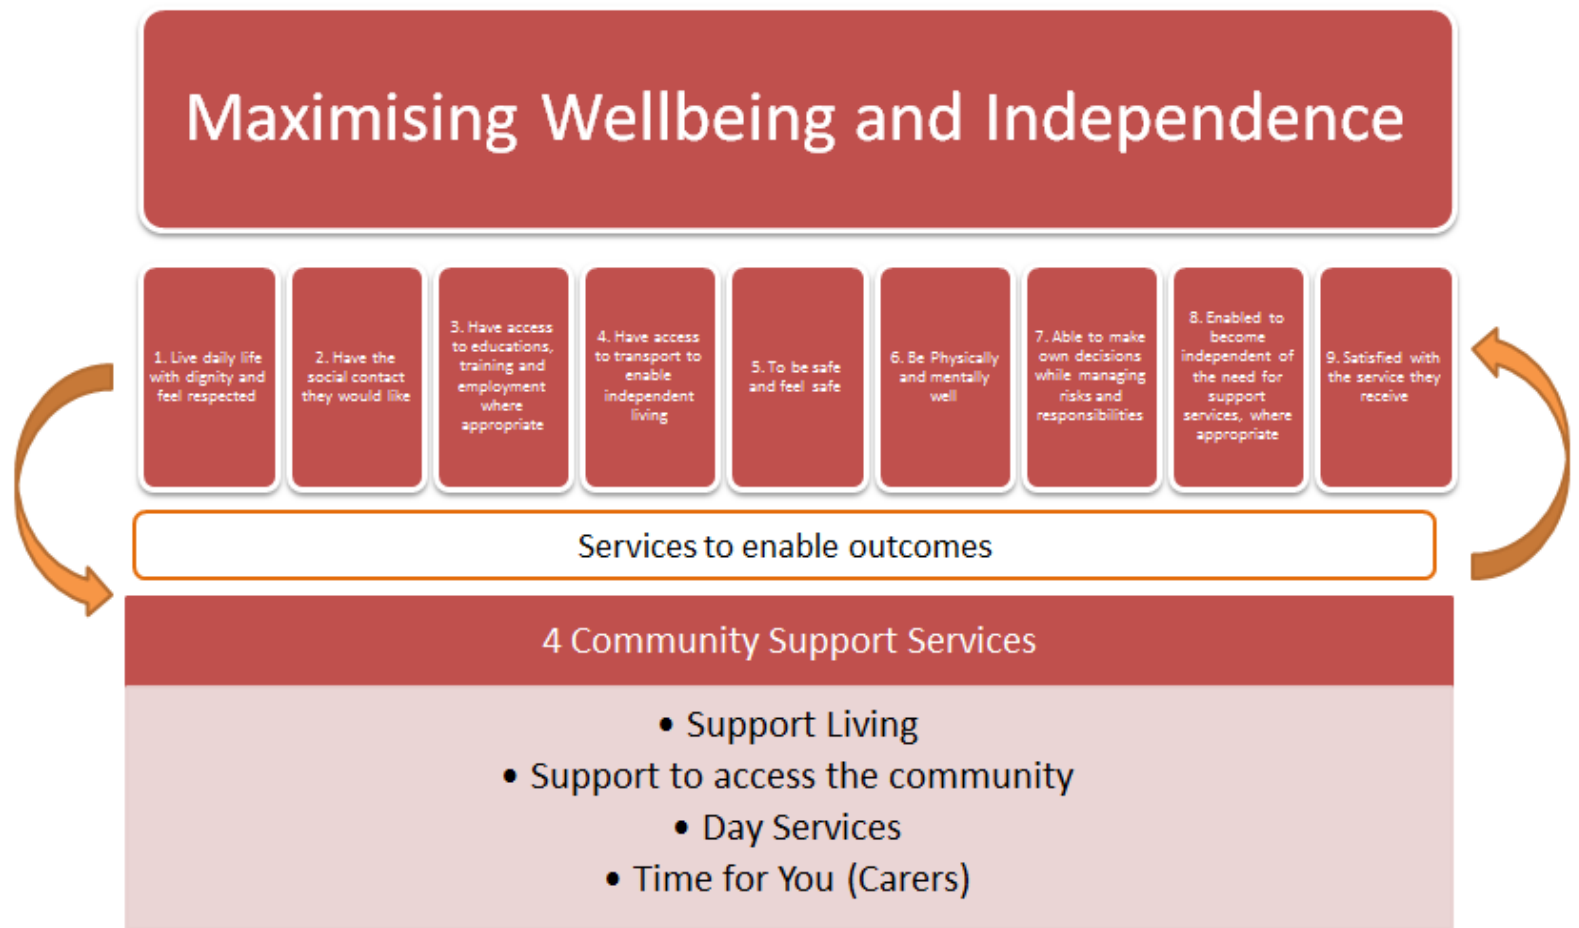 Maximising Wellbeing and Independence
1. Live daily life
with dignity and
feel respected
2. Have the
social contact
they would like
3. Have access
to educations,
training and
employment
where
appropriate
4. Have access
to transport to
enable
independent
living
5. To be safe
and feel safe
6. Be Physically
and mentally
well
7. Able to make
own decisions
while managing
risks and
responsibilities
8. Enabled to
become
independent of
the need for
support
services, where
appropriate
9. Satisfied with
the service they
receive
Services to enable outcomes
4 Community Support Services
• Support Living
• Support to access the community
• Day Services
• Time for You (Carers)